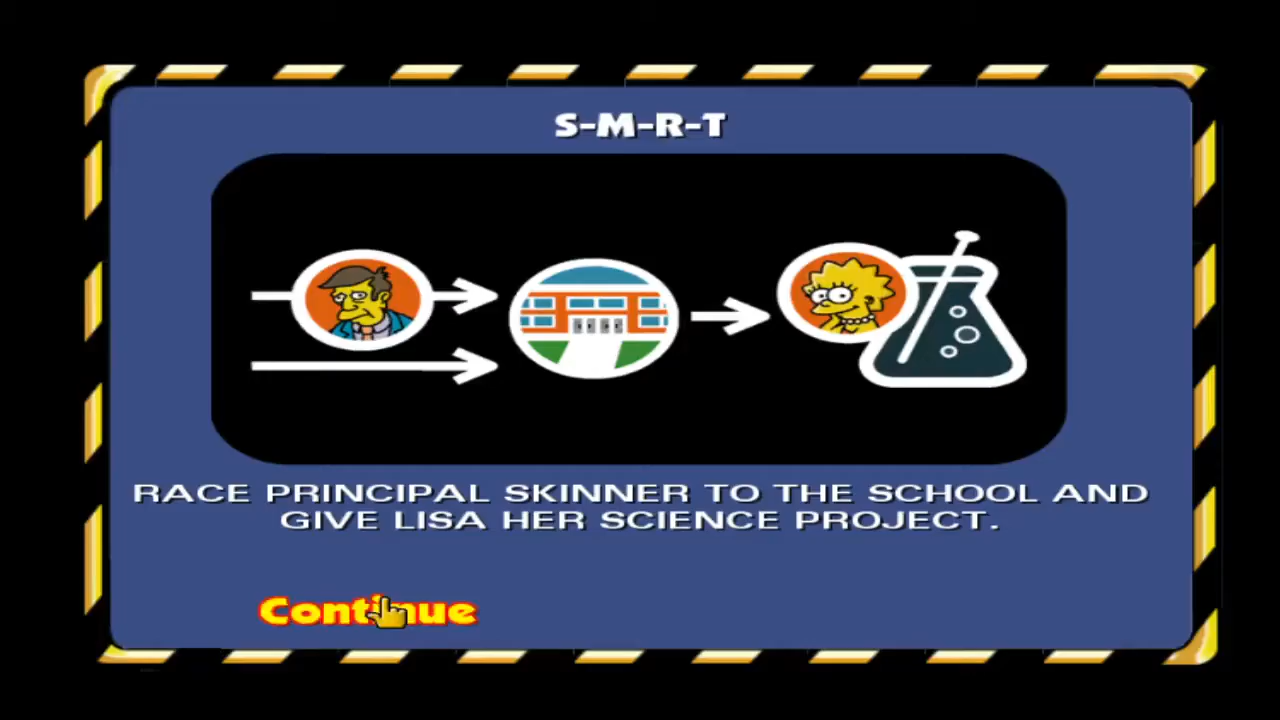 S-M-R-T
RACE PRINCIPAL SKINNER TO THE SCHOOL AND
GIVE LISA HER SCIENCE PROJECT.
Continue